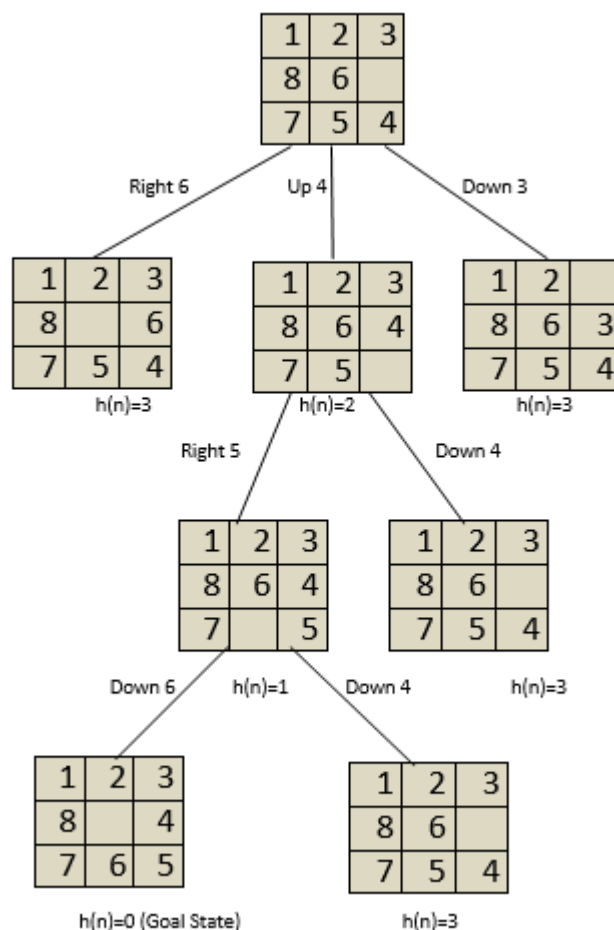 1 2 3
8 6
7 5 4
Right 6 Up 4 Down 3
1 2 3 1 2 3 1 2
8 6 8 6 4 8 6 3
7 5 4 7 5 7 5 4
h(n)=3 h(n)=2 h(n)=3
Right 5 Down 4
1 2 3 1 2 3
8 6 4 8 6
7 5 7 5 4
Down 6 h(n)=1 Down 4 h(n)=3
1 2 3 1 2 3
8 4 8 6
7 6 5 7 5 4
h(n)=0 (Goal State) h(n)=3